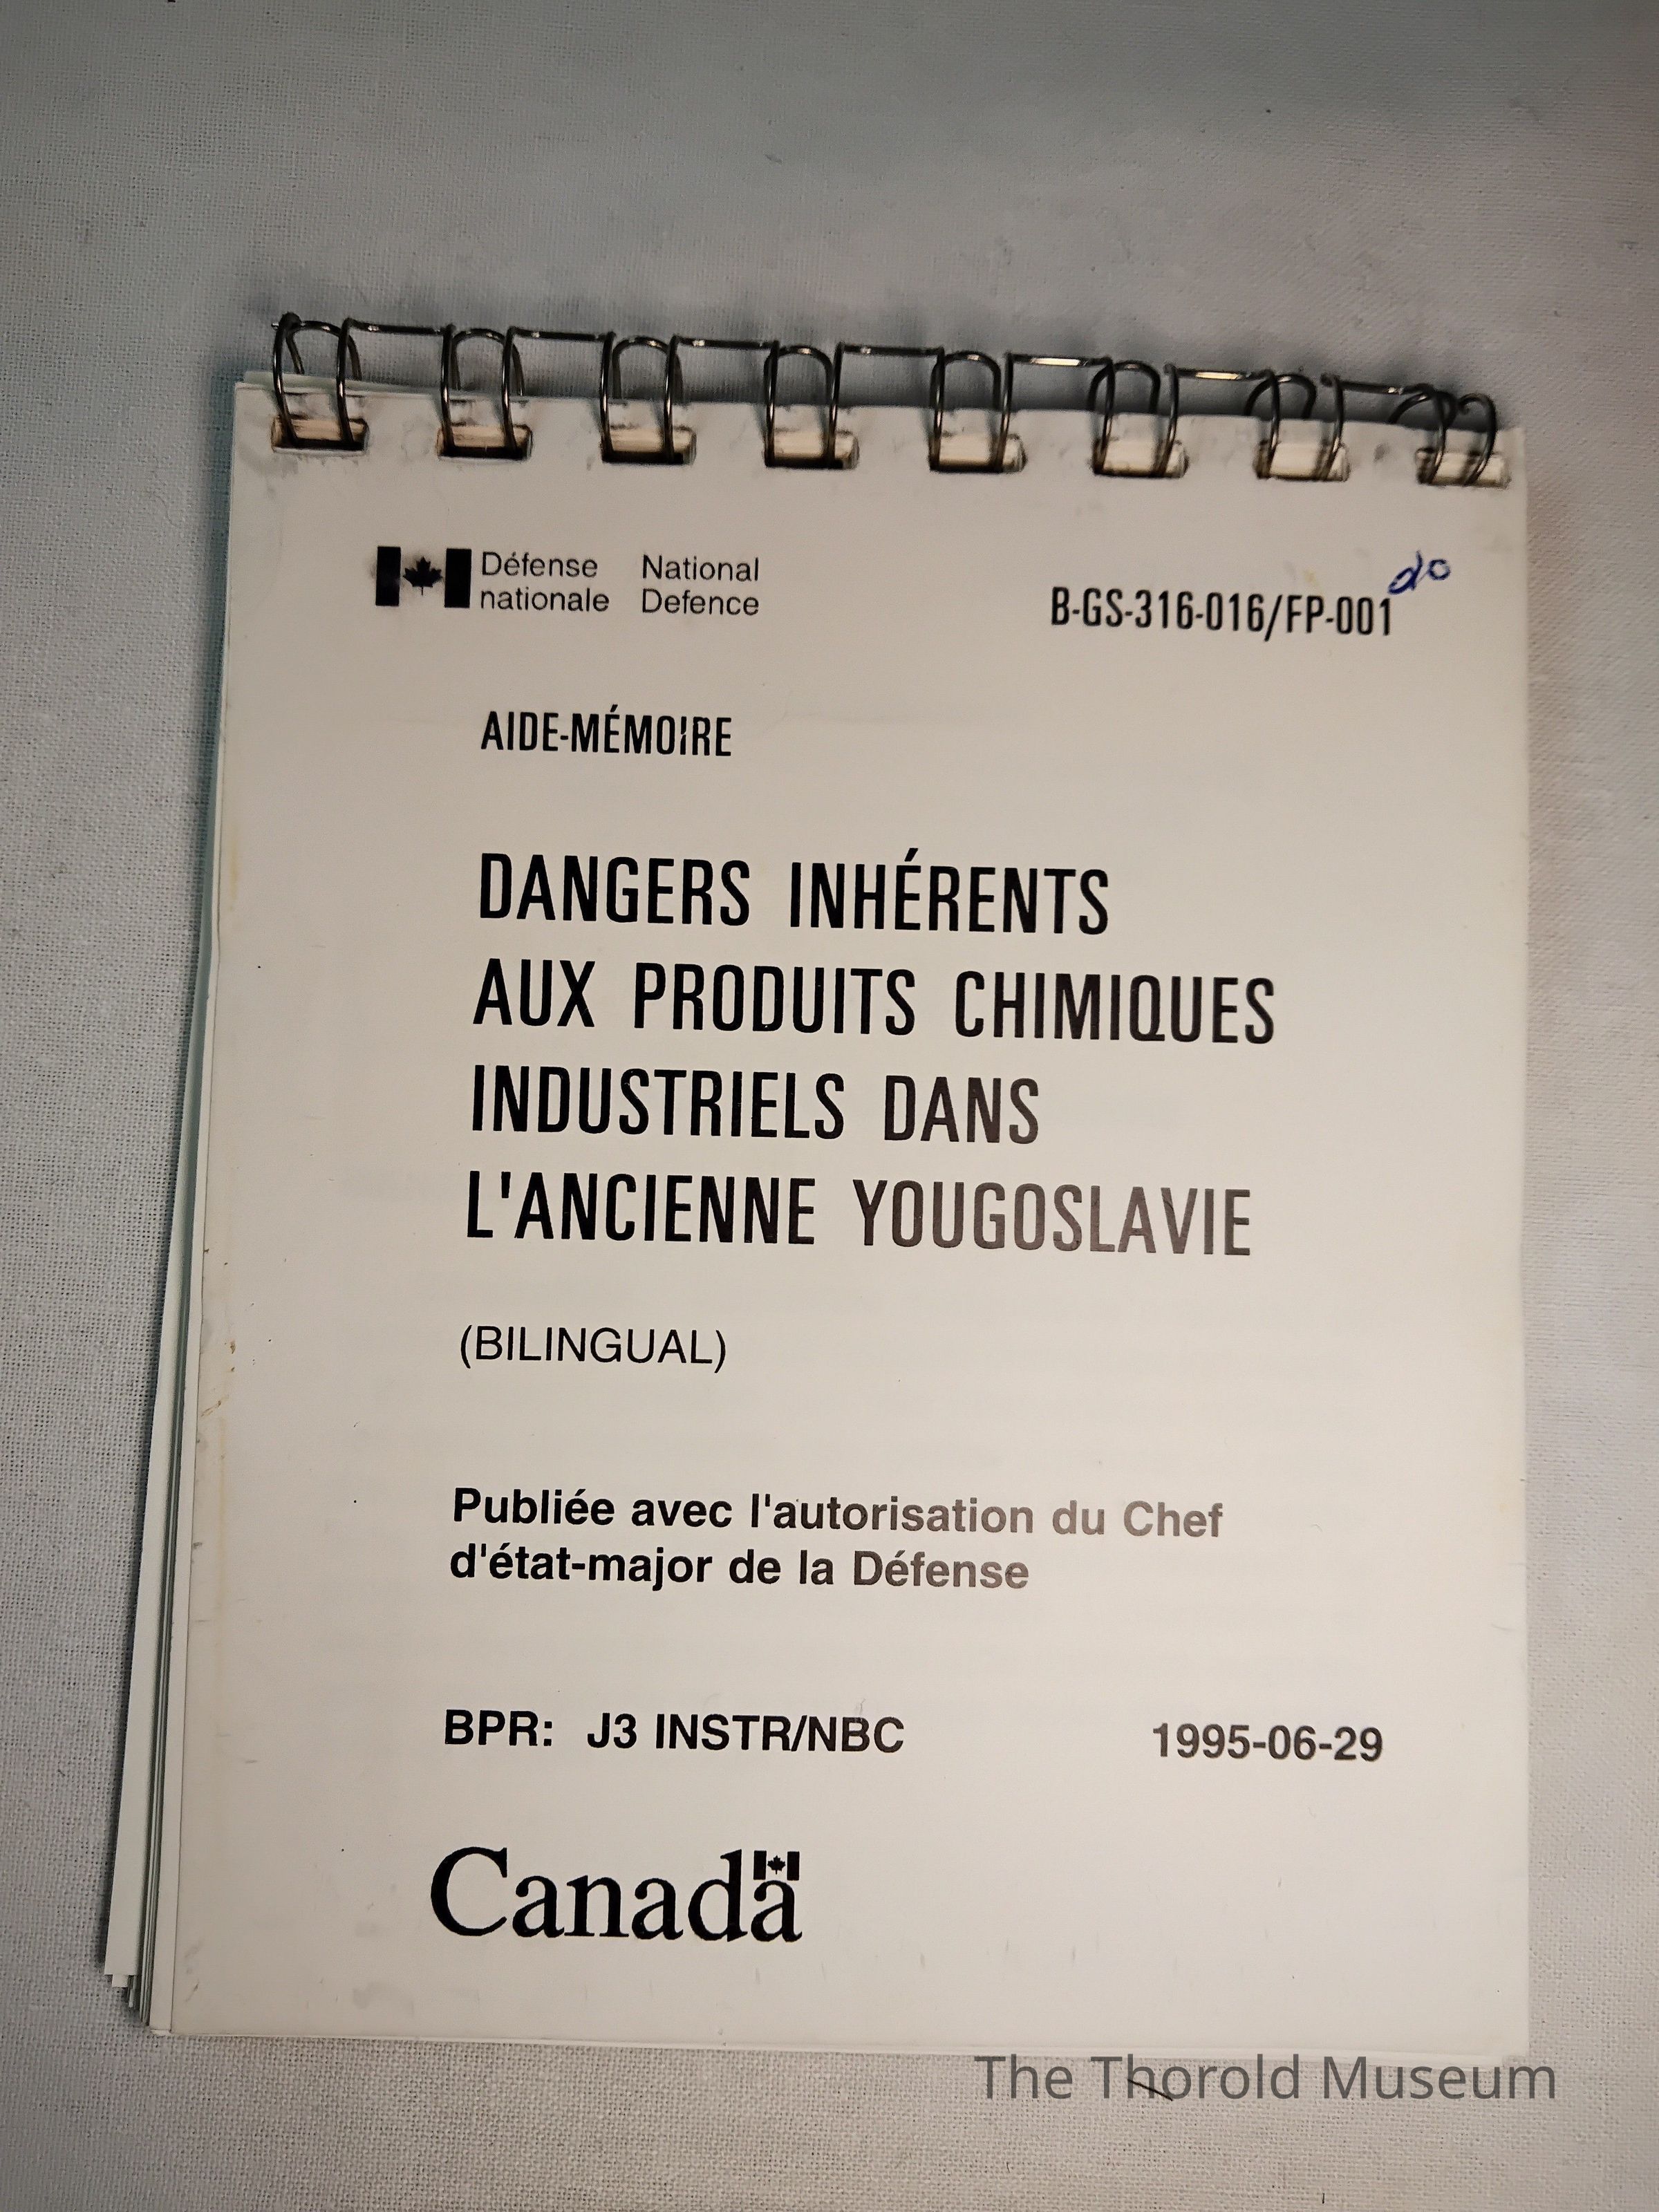 Défense nationale
National Defence
do
B-GS-316-016/FP-001
AIDE-MÉMOIRE
DANGERS INHÉRENTS
AUX PRODUITS CHIMIQUES
INDUSTRIELS DANS
L'ANCIENNE YOUGOSLAVIE
(BILINGUAL)
Publiée avec l'autorisation du Chef
d'état-major de la Défense
BPR: J3 INSTR/NBC 1995-06-29
Canada
The Thorold Museum